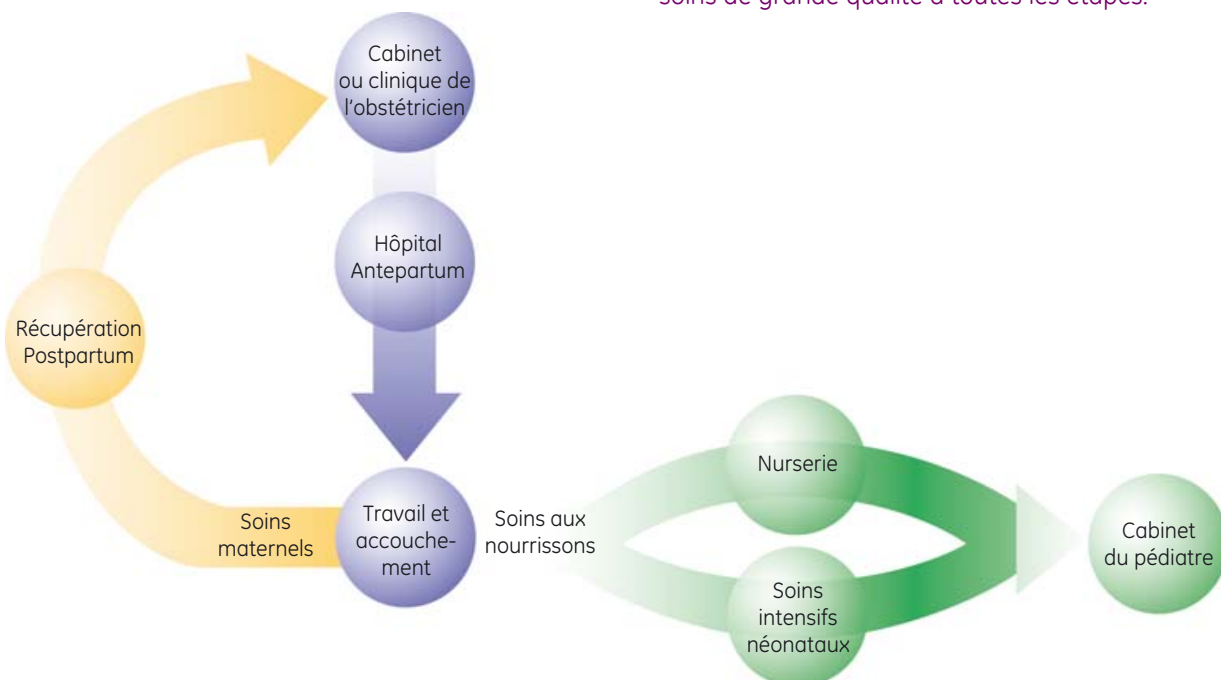 soins de grande qualité à toutes les étapes.
Cabinet
ou clinique de
l'obstétricien
Hôpital
Antepartum
Récupération
Postpartum
Soins
maternels
Travail et
accouche-
ment
Soins aux
nourrissons
Nurserie
Soins
intensifs
néonataux
Cabinet
du pédiatre